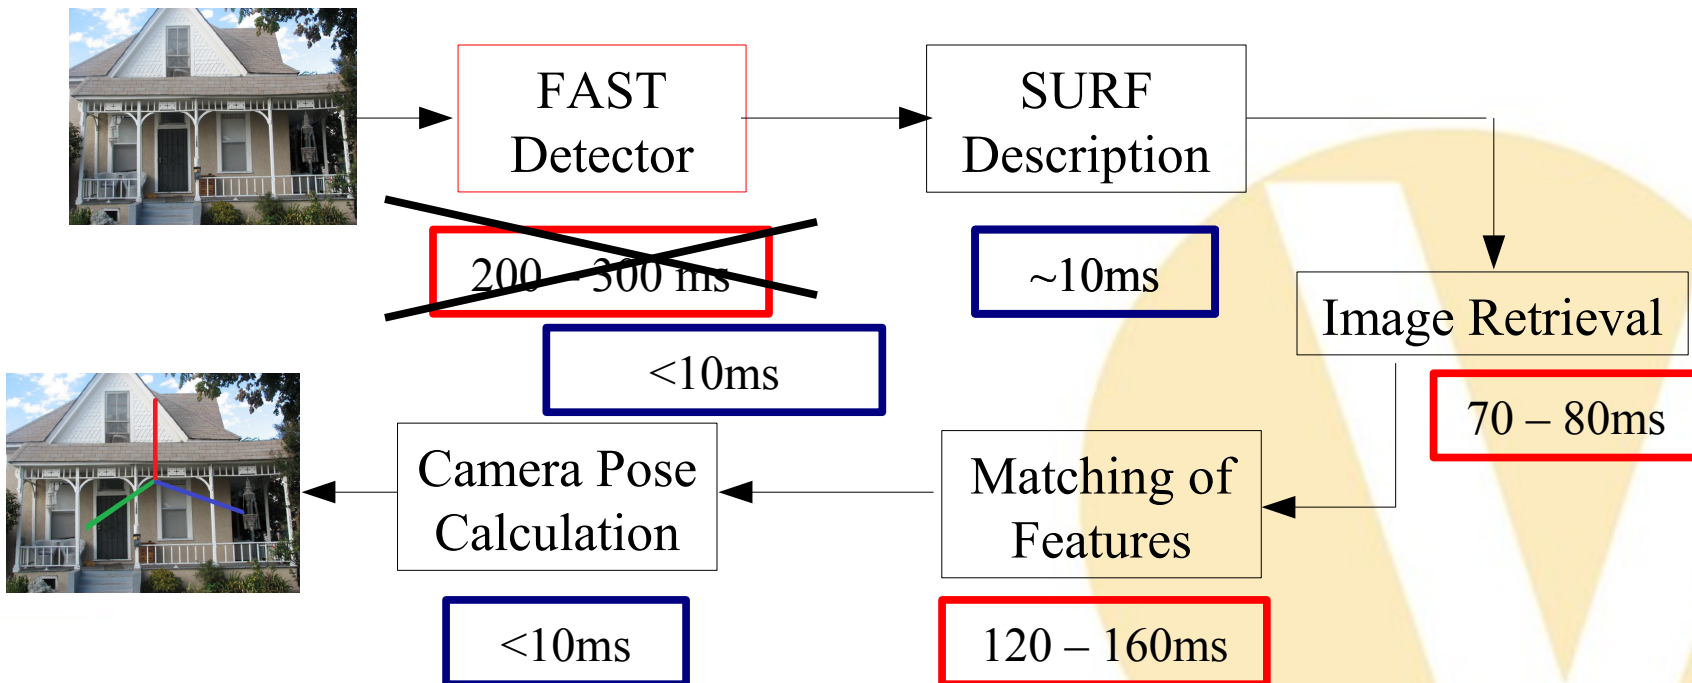 FAST
Detector
SURF
Description
200 – 300 ms
~10ms
<10ms
Image Retrieval
70 – 80ms
Matching of
Features
120 – 160ms
Camera Pose
Calculation
<10ms